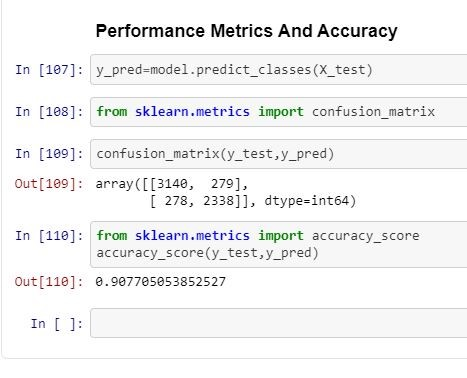 Performance Metrics And Accuracy
In [107]: y_pred=model.predict_classes(X_test)
In [108]: from sklearn.metrics import confusion_matrix
In [109]: confusion_matrix(y_test,y_pred)
Out[109]: array([[3140,  279],
       [ 278, 2338]], dtype=int64)
In [110]: from sklearn.metrics import accuracy_score
accuracy_score(y_test,y_pred)
Out[110]: 0.907705053852527
In [ ]: